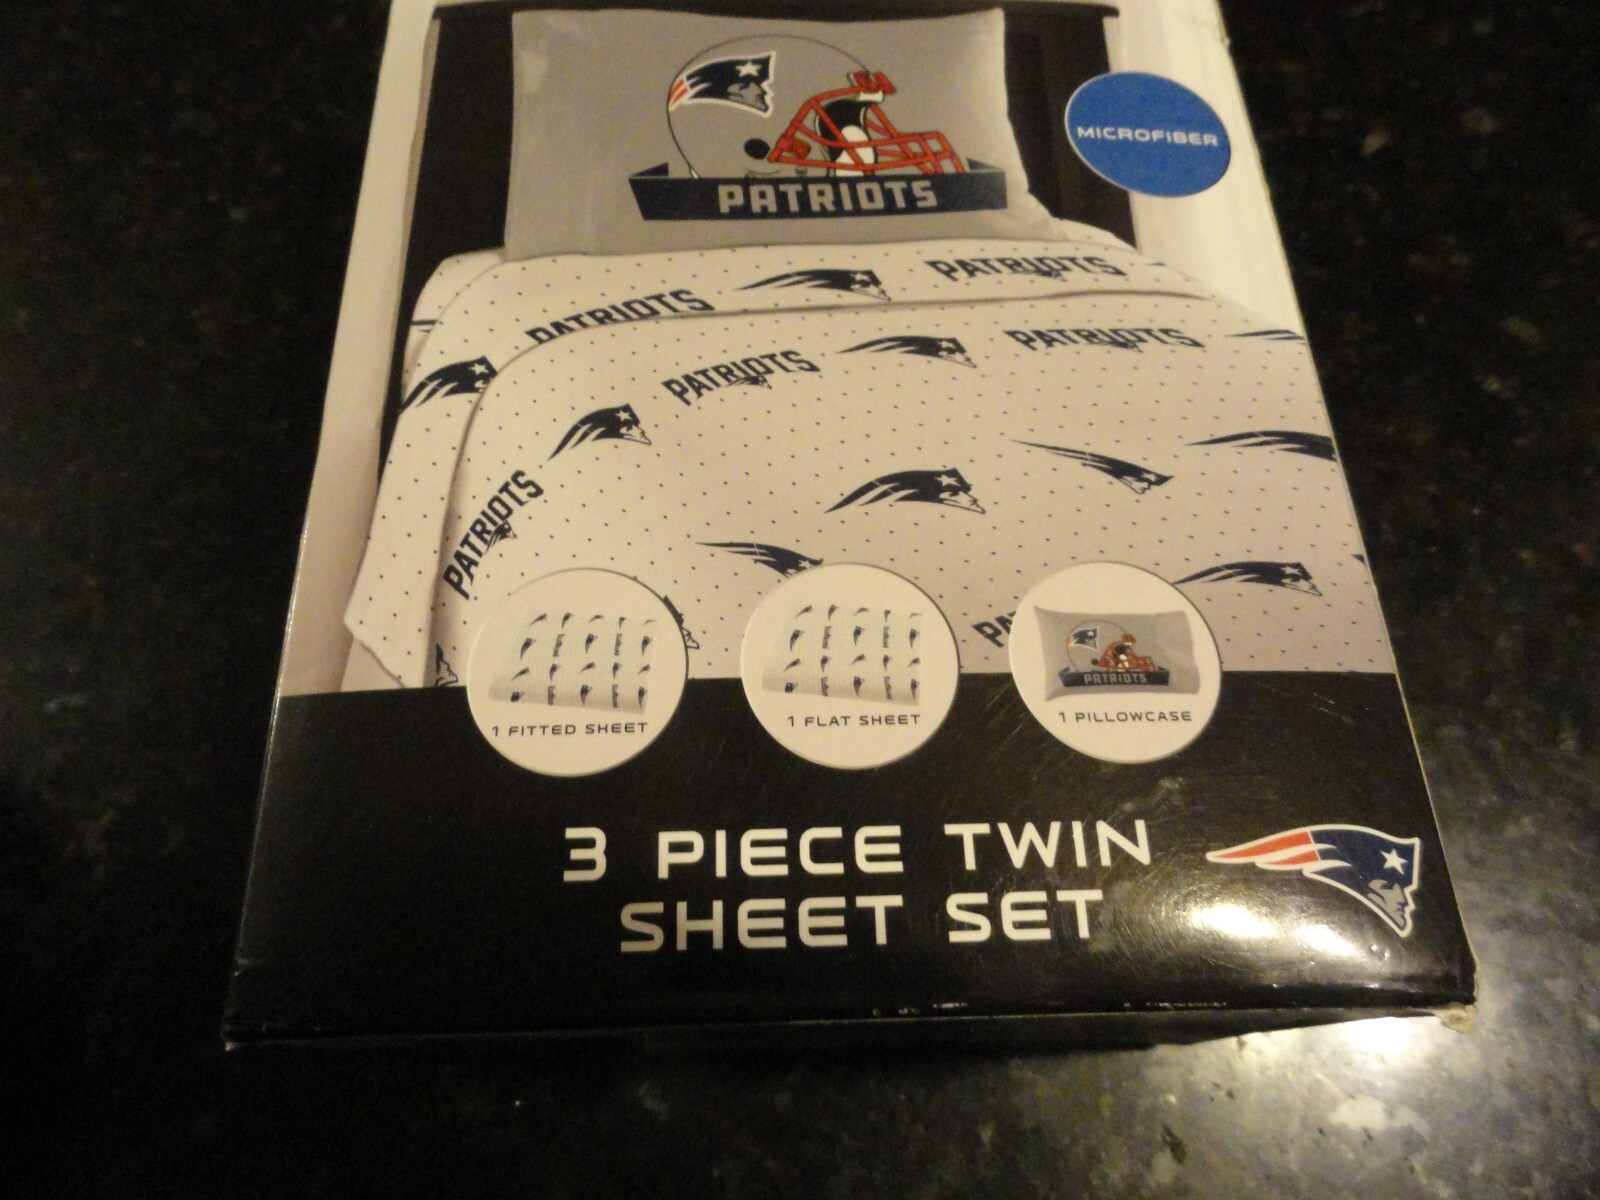 PATRIOTS
MICROFIBER
PATRIOTS
PATRIOTS
PATRIOTS
PATRIOTS
PATRIOTS
PATRIOTS
1 FITTED SHEET
1 FLAT SHEET
1 PILLOWCASE
3 PIECE TWIN
SHEET SET